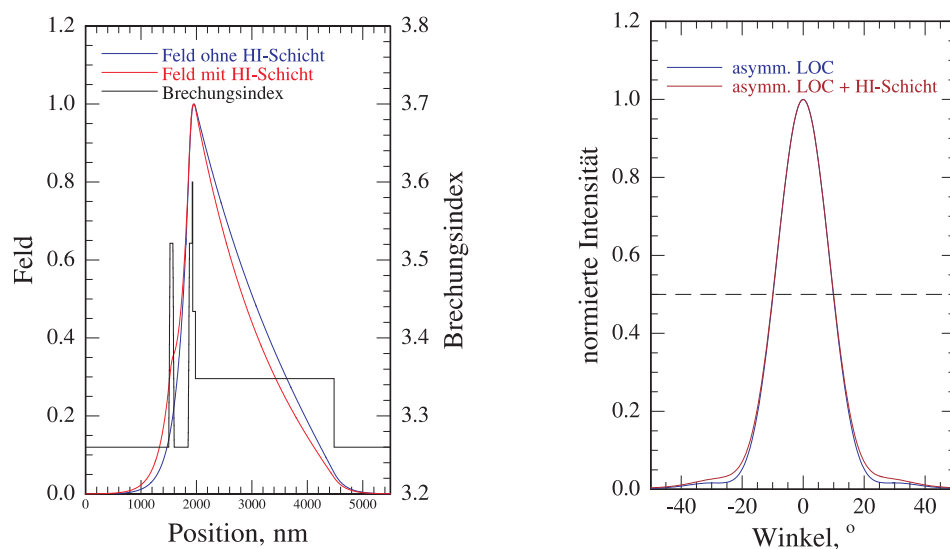 1.2
1.0
0.8
0.6
0.4
0.2
0.0
Feld
0 1000 2000 3000 4000 5000
Position, nm
3.8
3.7
3.6
3.5
3.4
3.3
3.2
Brechungsindex
Feld ohne HI-Schicht
Feld mit HI-Schicht
Brechungsindex
1.2
1.0
0.8
0.6
0.4
0.2
0.0
normierte Intensität
-40 -20 0 20 40
Winkel, °
asymm. LOC
asymm. LOC + HI-Schicht